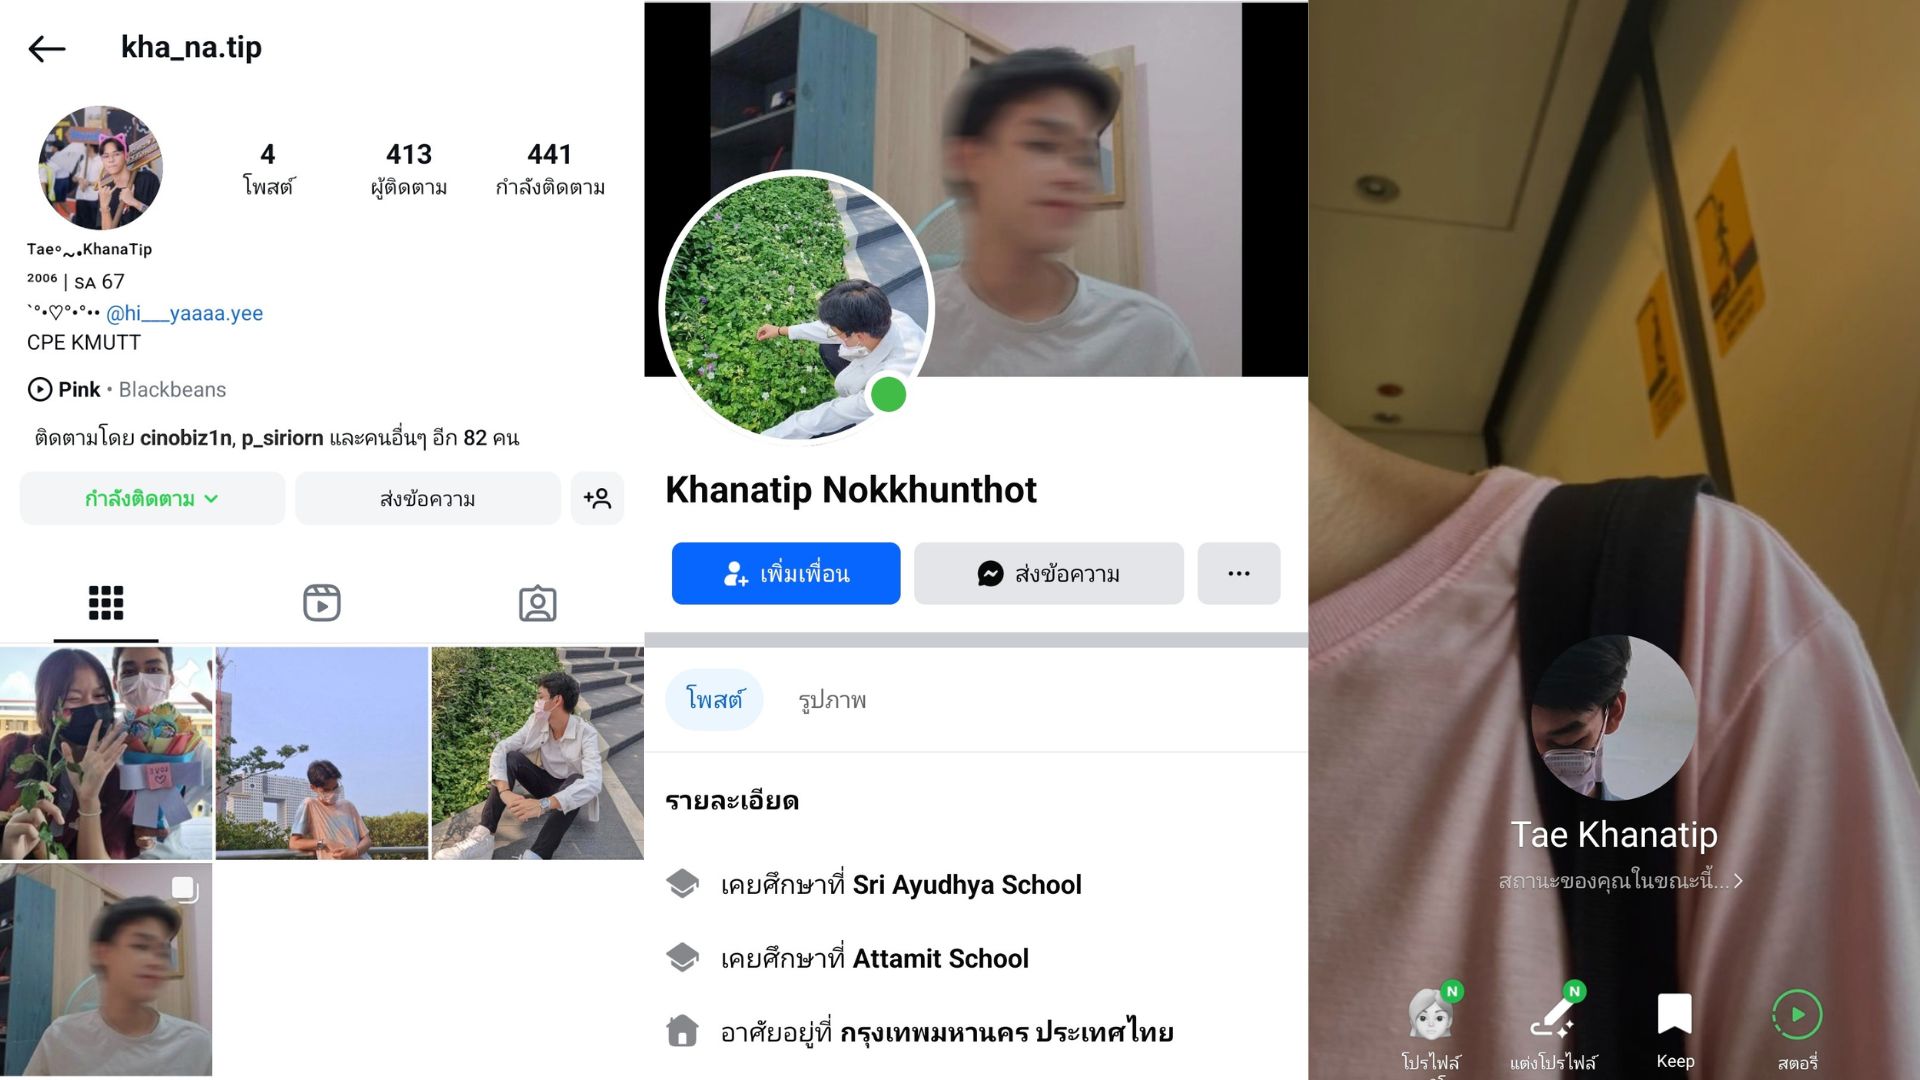 kha_na.tip
4
โพสต์
413
ผู้ติดตาม
441
กำลังติดตาม
Tae∘~.KhanaTip
²⁰⁰⁶ | sᴀ 67
`°•♡°•°•• @hi___yaaaa.yee
CPE KMUTT
Pink • Blackbeans
ติดตามโดย cinobiz1n, p_siriorn และคนอื่นๆ อีก 82 คน
กำลังติดตาม
ส่งข้อความ
Khanatip Nokkhunthot
เพิ่มเพื่อน
ส่งข้อความ
โพสต์
รูปภาพ
รายละเอียด
เคยศึกษาที่ Sri Ayudhya School
เคยศึกษาที่ Attamit School
อาศัยอยู่ที่ กรุงเทพมหานคร ประเทศไทย
Tae Khanatip
สถานะของคุณในขณะนี้...
N
N
โปรไฟล์
แต่งโปรไฟล์
Keep
สตอรี่